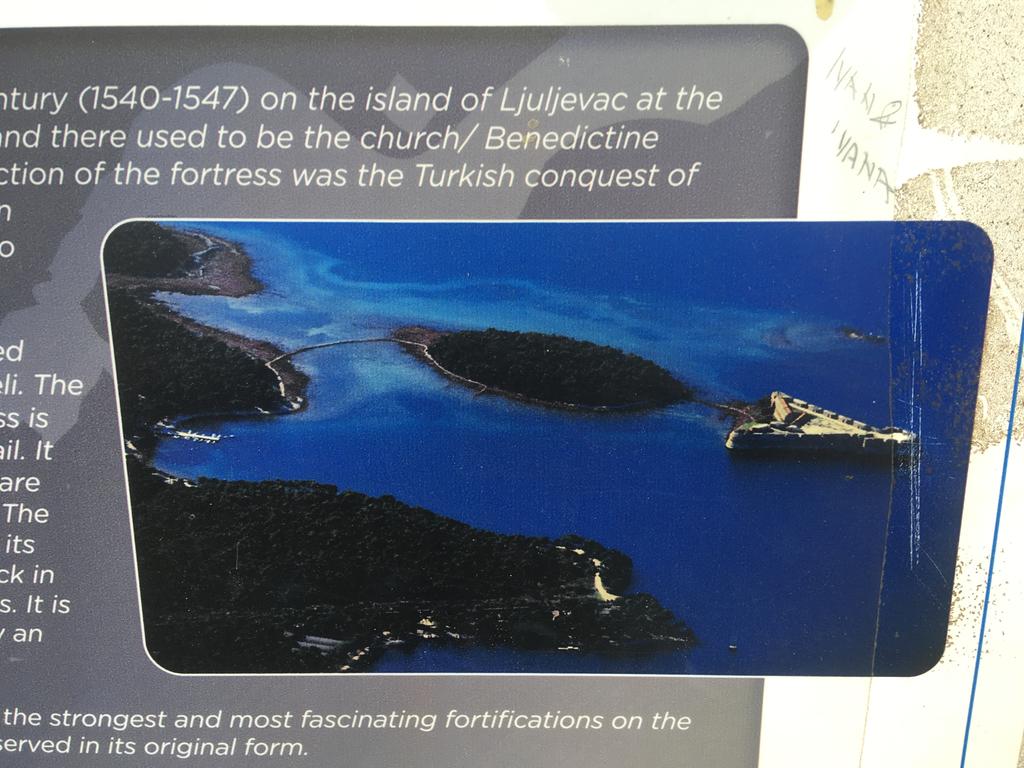 ntury (1540-1547) on the island of Ljuljevac at the
and there used to be the church/ Benedictine
ction of the fortress was the Turkish conquest of
n
o
ed
eli. The
ss is
ail. It
are
The
its
ck in
s. It is
y an
the strongest and most fascinating fortifications on the
served in its original form.
IVANA